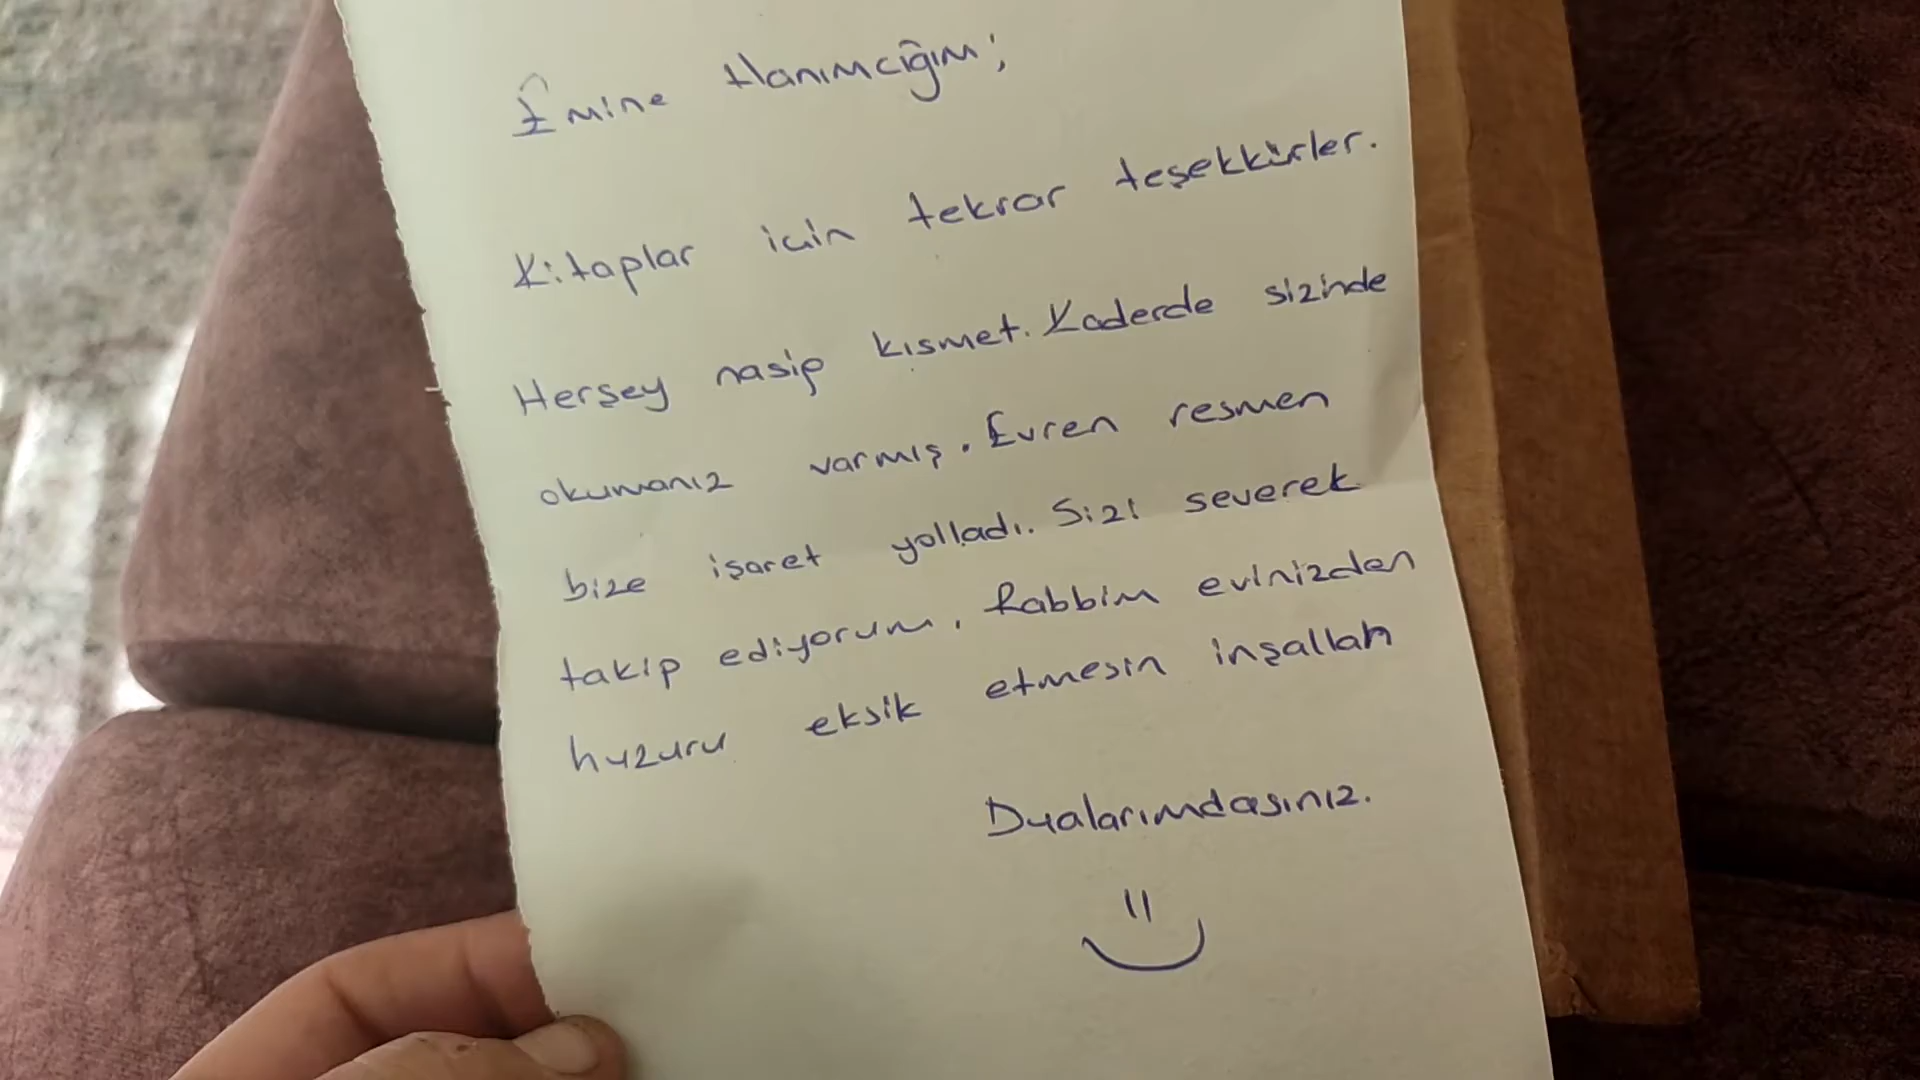 Emine Hanımcığım;
Kitaplar için tekrar teşekkürler.
Herşey nasip kısmet. Kaderde sizinde
okumanız varmış. Evren resmen
bize işaret yolladı. Sizi severek
takip ediyorum. Rabbim evinizden
huzuru eksik etmesin inşallah
Dualarımdasınız.